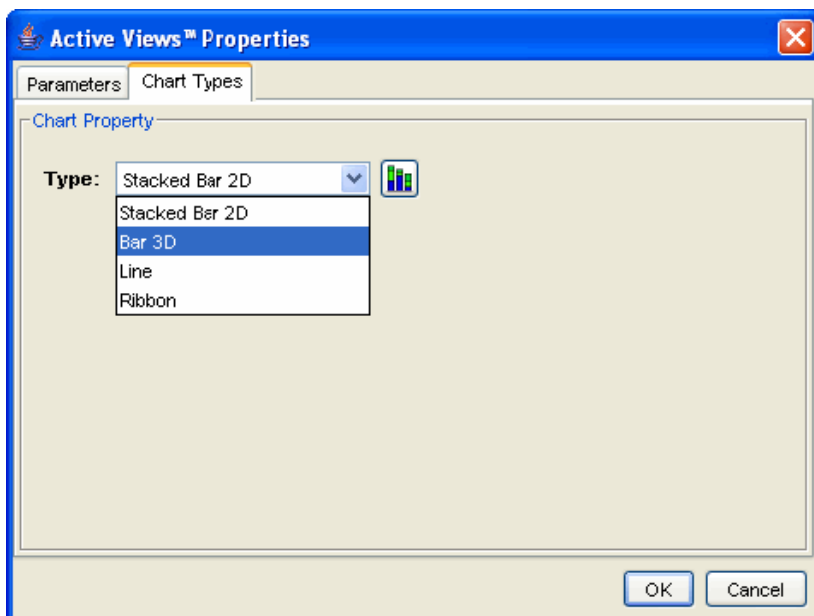 Active Views™ Properties
Parameters
Chart Types
Chart Property
Type:
Stacked Bar 2D
Stacked Bar 2D
Bar 3D
Line
Ribbon
OK
Cancel